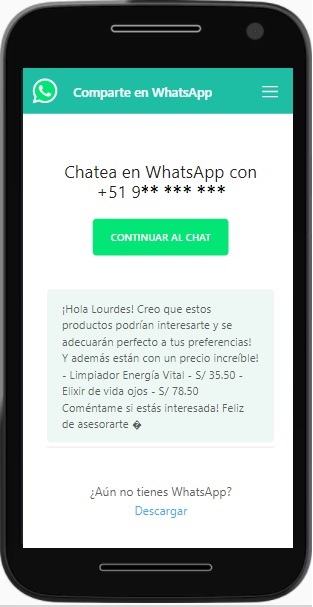 Comparte en WhatsApp
Chatea en WhatsApp con
+51 9** *** ***
CONTINUAR AL CHAT
¡Hola Lourdes! Creo que estos
productos podrían interesarte y se
adecuarán perfecto a tus preferencias!
Y además están con un precio increíble!
- Limpiador Energía Vital - S/ 35.50 -
Elixir de vida ojos - S/ 78.50
Coméntame si estás interesada! Feliz
de asesorarte �
¿Aún no tienes WhatsApp?
Descargar